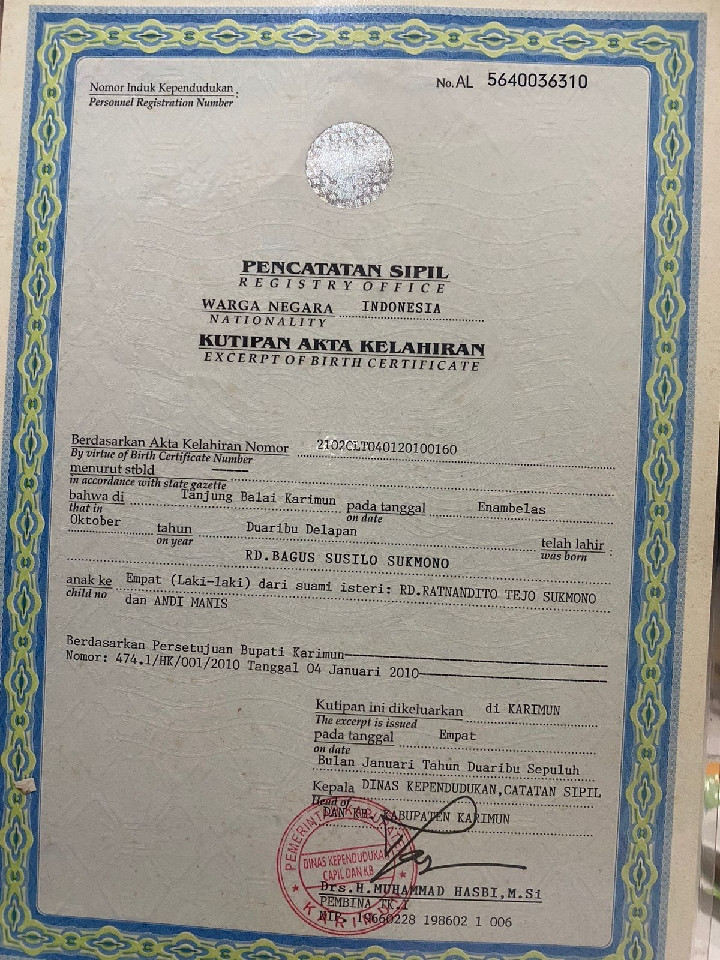 Nomor Induk Kependudukan :
Personnel Registration Number
No. AL 5640036310
PENCATATAN SIPIL
REGISTRY OFFICE
WARGA NEGARA INDONESIA
NATIONALITY
KUTIPAN AKTA KELAHIRAN
EXCERPT OF BIRTH CERTIFICATE
Berdasarkan Akta Kelahiran Nomor 2102CLT040120100160
By virtue of Birth Certificate Number
menurut stbld
in accordance with state gazette
bahwa di Tanjung Balai Karimun pada tanggal Enambelas
that in on date
Oktober tahun Duaribu Delapan telah lahir :
on year was born
RD.BAGUS SUSILO SUKMONO
anak ke Empat (Laki-laki) dari suami isteri: RD.RATNANDITO TEJO SUKMONO
child no dan ANDI MANIS
Berdasarkan Persetujuan Bupati Karimun
Nomor: 474.1/HK/001/2010 Tanggal 04 Januari 2010
Kutipan ini dikeluarkan di KARIMUN
The excerpt is issued
pada tanggal Empat
on date
Bulan Januari Tahun Duaribu Sepuluh
Kepala DINAS KEPENDUDUKAN,CATATAN SIPIL
Head of
DAN KB. KABUPATEN KARIMUN
DINAS KEPENDUDUKAN
CAPIL DAN KB
KARIMUN
Drs.H.MUHAMMAD HASBI,M.Si
PEMBINA TK.I
NIP. 19660228 198602 1 006